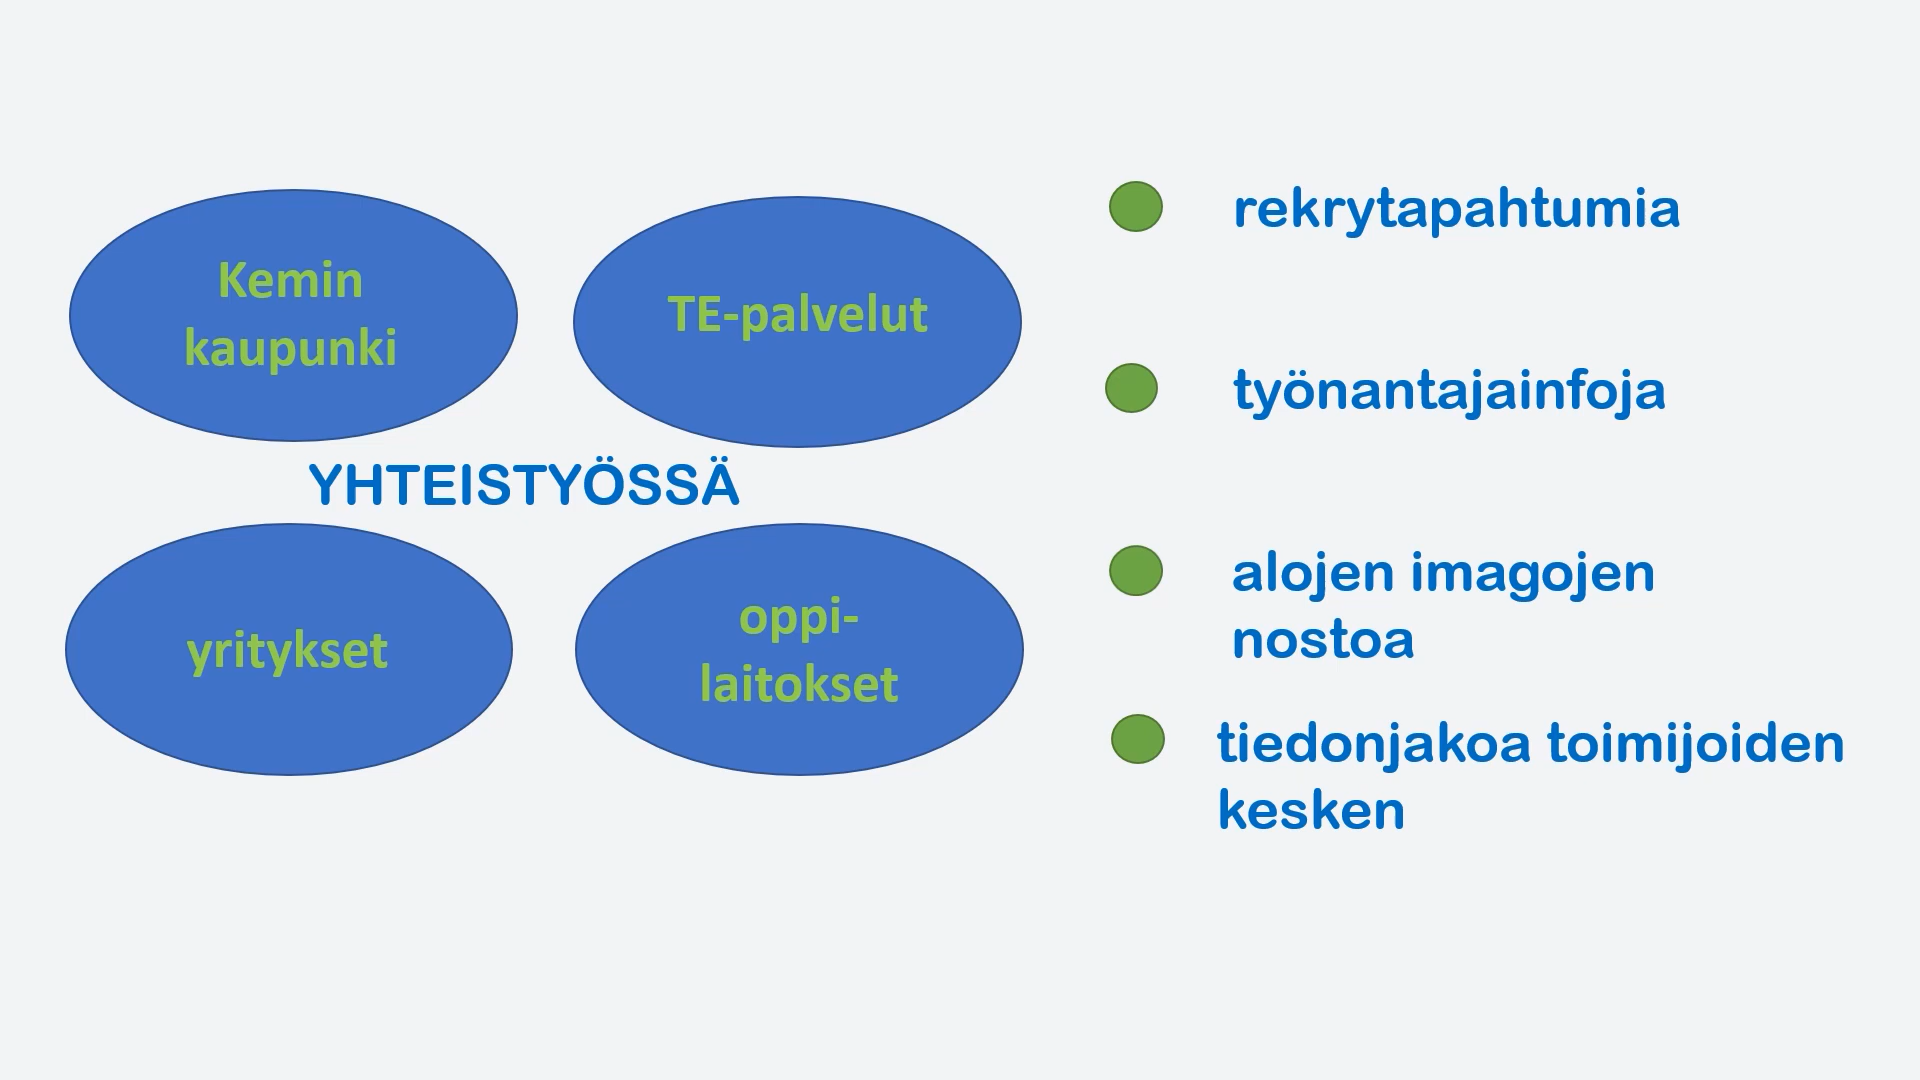 Kemin
kaupunki
TE-palvelut
YHTEISTYÖSSÄ
yritykset
oppi-
laitokset
rekrytapahtumia
työnantajainfoja
alojen imagojen
nostoa
tiedonjakoa toimijoiden
kesken